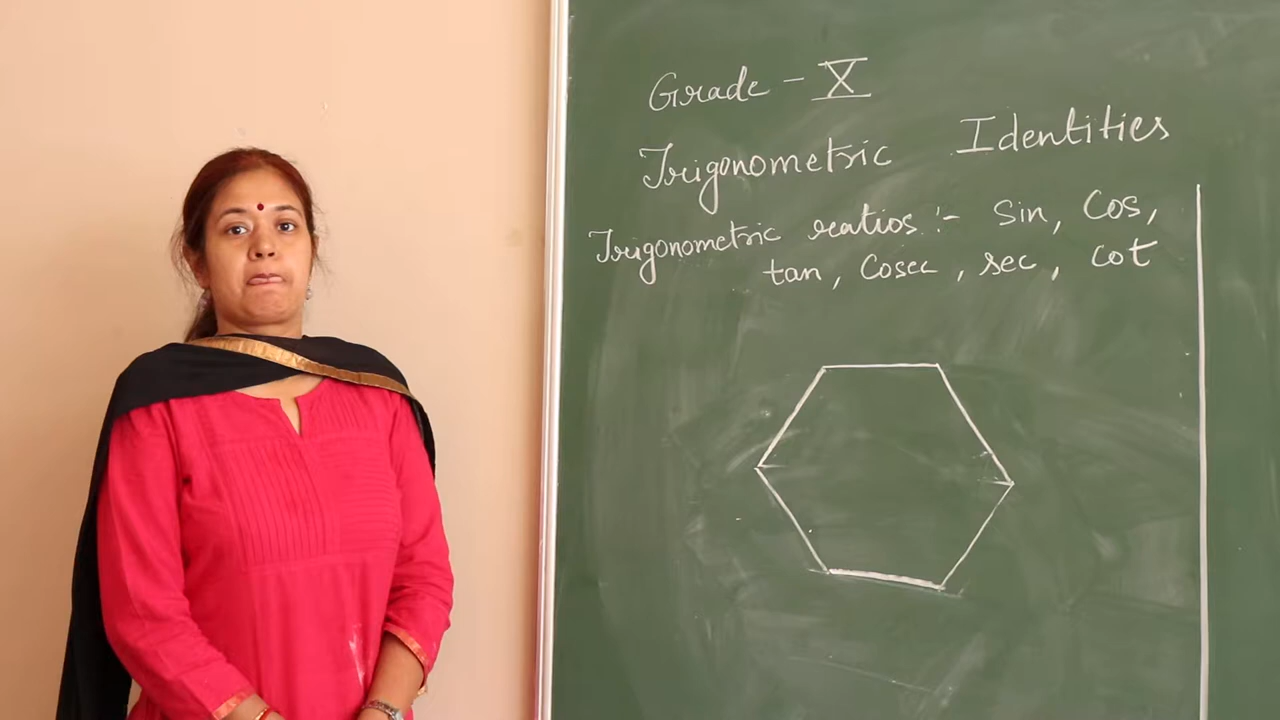 Grade - X
Trigonometric Identities
Trigonometric ratios :- Sin, Cos,
tan, Cosec, sec, cot